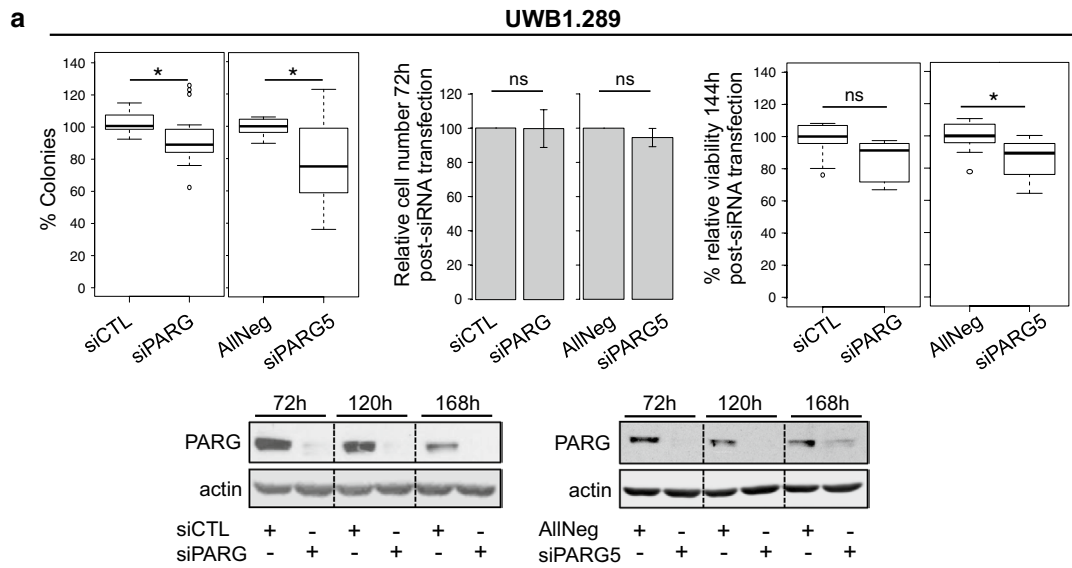 a
UWB1.289
% Colonies
140
120
100
80
60
40
20
0
*
*
siCTL
siPARG
AllNeg
siPARG5
Relative cell number 72h
post-siRNA transfection
120
100
80
60
40
20
0
ns
ns
siCTL
siPARG
AllNeg
siPARG5
% relative viability 144h
post-siRNA transfection
140
120
100
80
60
40
20
0
ns
*
siCTL
siPARG
AllNeg
siPARG5
72h 120h 168h
PARG
actin
siCTL + - + - + -
siPARG - + - + - +
72h 120h 168h
PARG
actin
AllNeg + - + - + -
siPARG5 - + - + - +